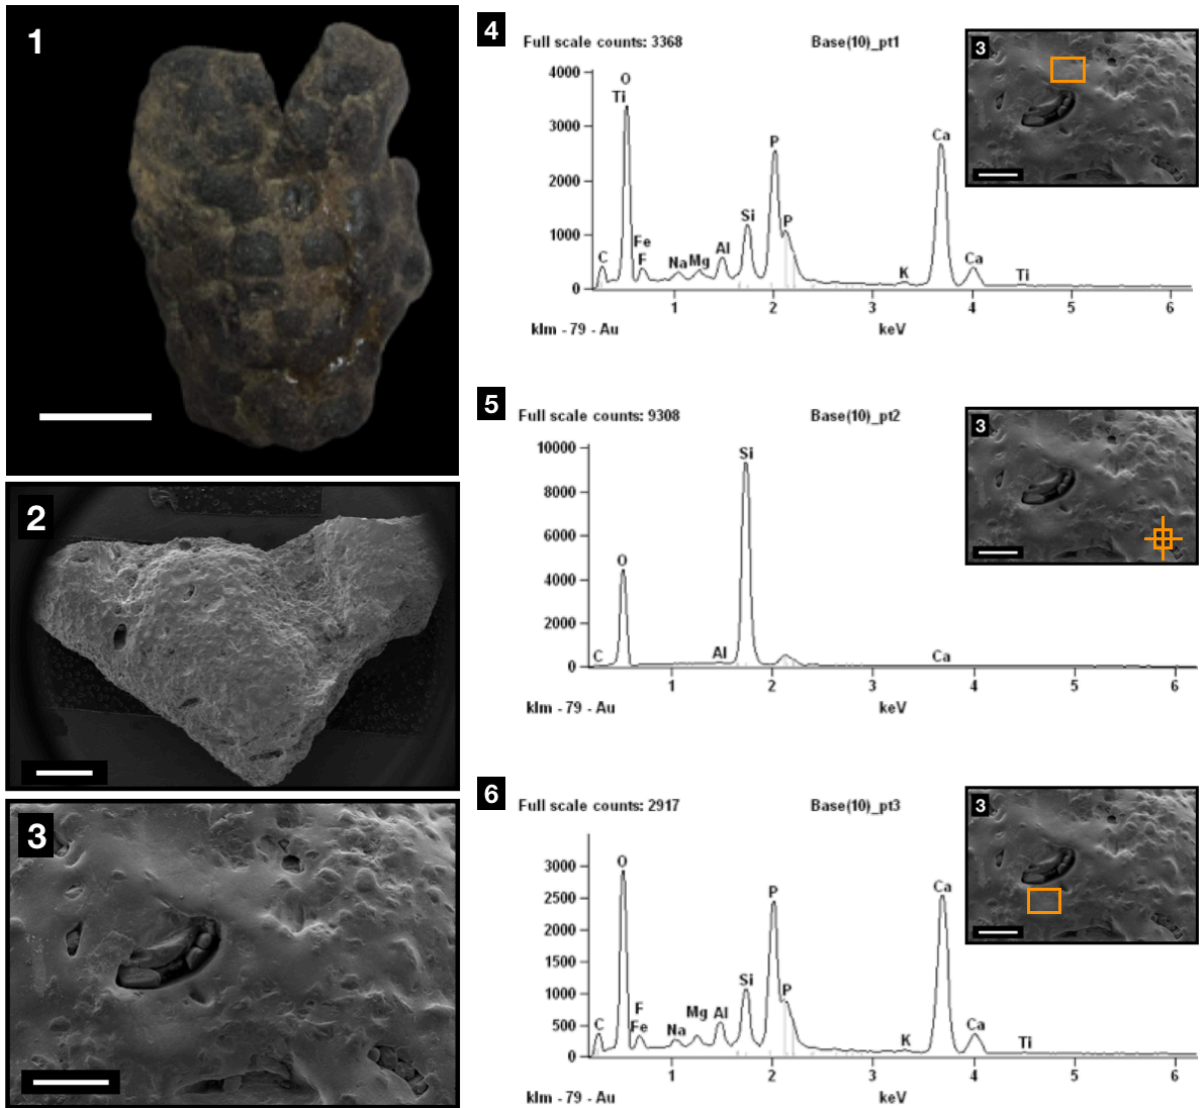 1
2
3
4
Full scale counts: 3368
Base(10)_pt1
3
4000
3000
2000
1000
0
O
Ti
C
Fe
F
Na
Mg
Al
Si
P
P
K
Ca
Ca
Ti
1
2
3
4
5
6
klm - 79 - Au
keV
5
Full scale counts: 9308
Base(10)_pt2
3
10000
8000
6000
4000
2000
0
C
O
Al
Si
Ca
1
2
3
4
5
6
klm - 79 - Au
keV
6
Full scale counts: 2917
Base(10)_pt3
3
3000
2500
2000
1500
1000
500
0
C
O
F
Fe
Na
Mg
Al
Si
P
P
K
Ca
Ca
Ti
1
2
3
4
5
6
klm - 79 - Au
keV